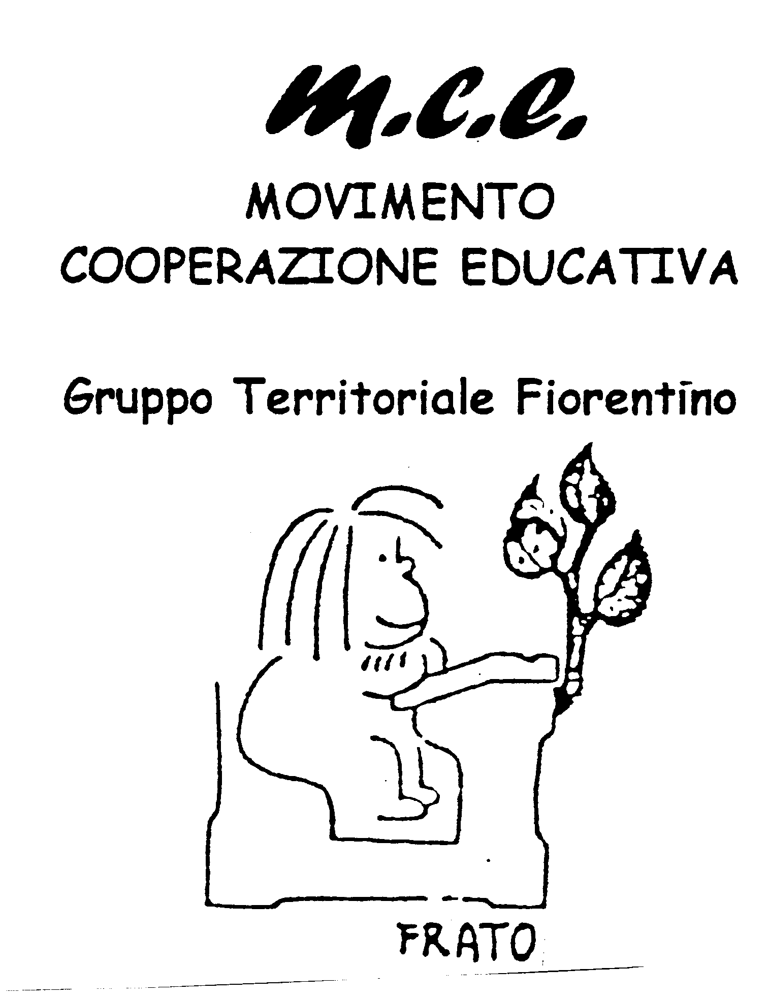 m.c.e.
MOVIMENTO
COOPERAZIONE EDUCATIVA
Gruppo Territoriale Fiorentino
FRATO